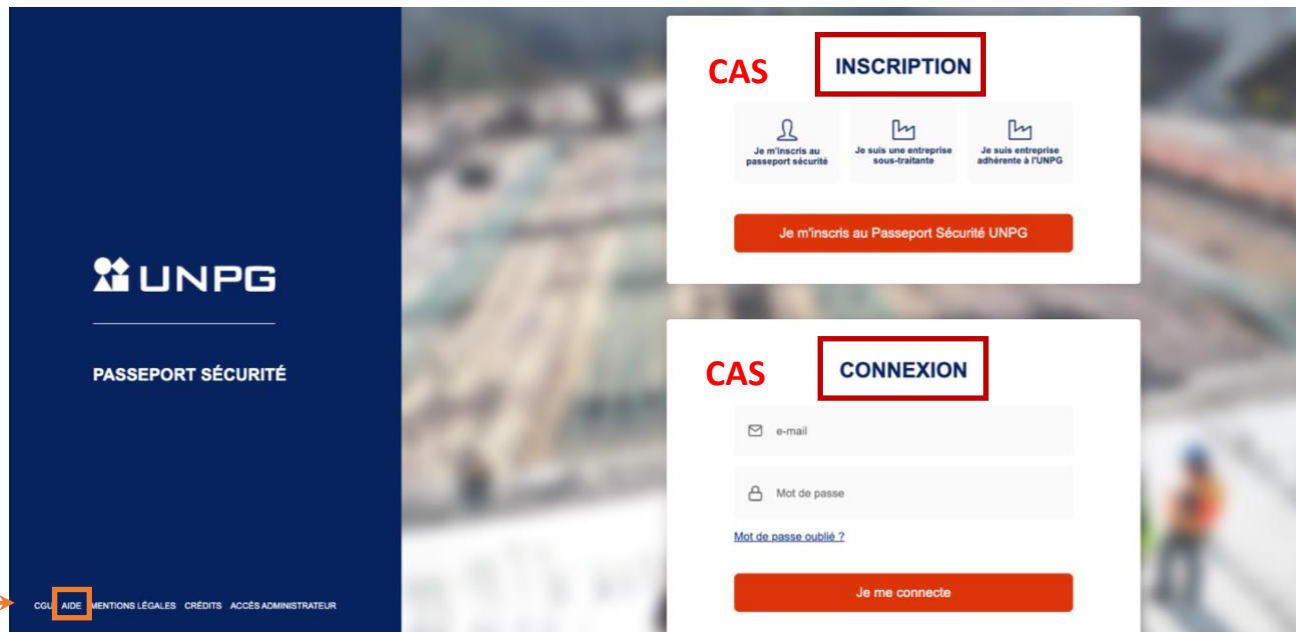 UNPG
PASSEPORT SÉCURITÉ
CGU AIDE MENTIONS LÉGALES CRÉDITS ACCÈS ADMINISTRATEUR
CAS INSCRIPTION
Je m'inscris au
passeport sécurité
Je suis une entreprise
sous-traitante
Je suis entreprise
adhérente à l'UNPG
Je m'inscris au Passeport Sécurité UNPG
CAS CONNEXION
e-mail
Mot de passe
Mot de passe oublié ?
Je me connecte